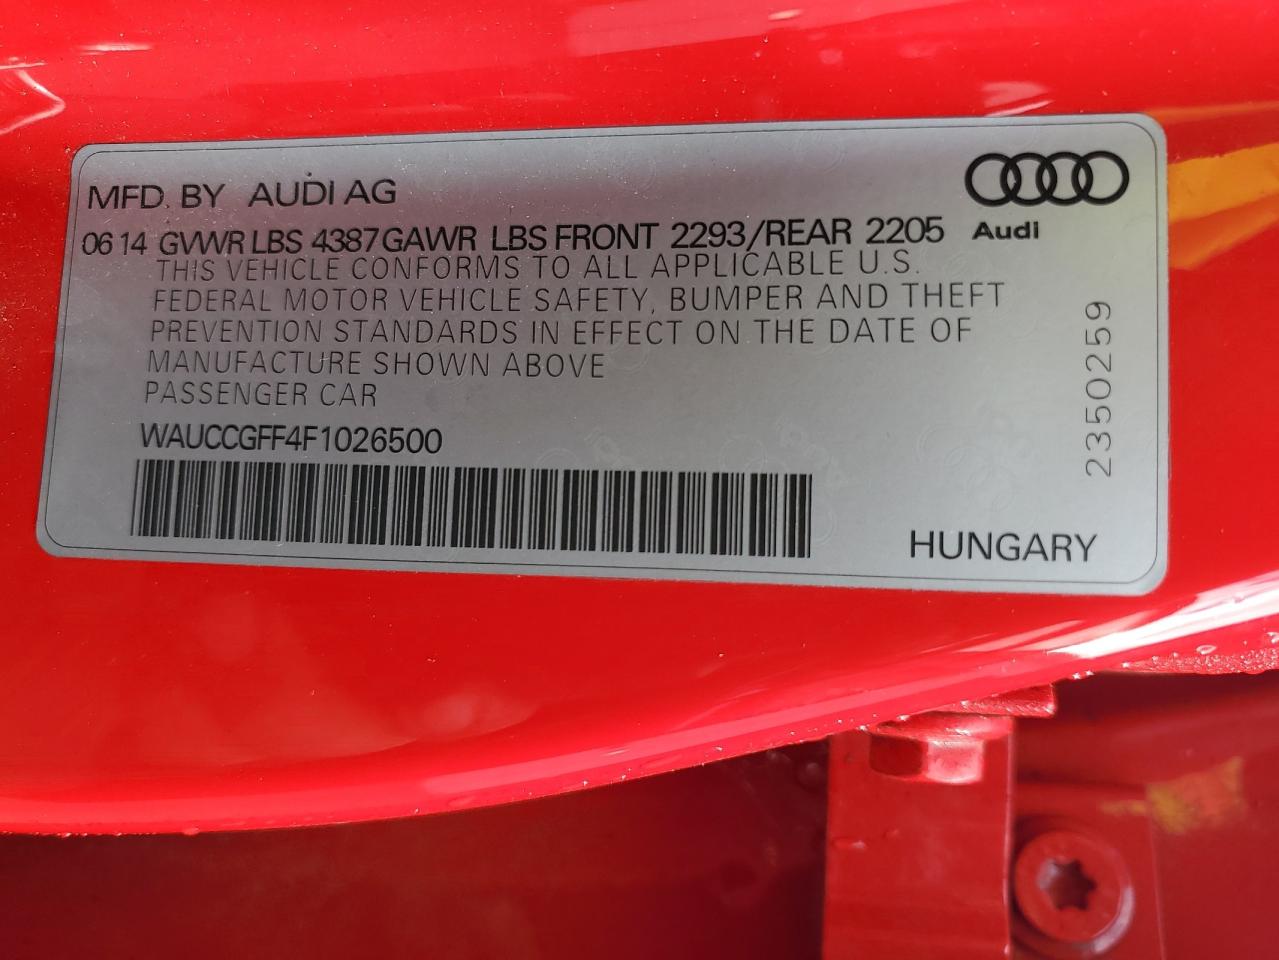 MFD. BY AUDI AG
06 14 GVWR LBS 4387 GAWR LBS FRONT 2293/REAR 2205
Audi
THIS VEHICLE CONFORMS TO ALL APPLICABLE U.S.
FEDERAL MOTOR VEHICLE SAFETY, BUMPER AND THEFT
PREVENTION STANDARDS IN EFFECT ON THE DATE OF
MANUFACTURE SHOWN ABOVE
PASSENGER CAR
WAUCCGFF4F1026500
HUNGARY
2350259